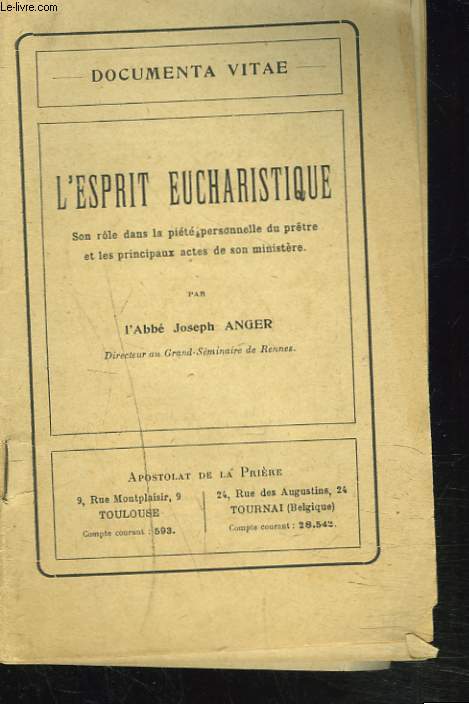 Le-livre.com
DOCUMENTA VITAE
L'ESPRIT EUCHARISTIQUE
Son rôle dans la piété personnelle du prêtre
et les principaux actes de son ministère.
PAR
l'Abbé Joseph ANGER
Directeur au Grand-Séminaire de Rennes.
APOSTOLAT DE LA PRIÈRE
9, Rue Montplaisir, 9
TOULOUSE
Compte courant : 593.
24, Rue des Augustins, 24
TOURNAI (Belgique)
Compte courant : 28.542.